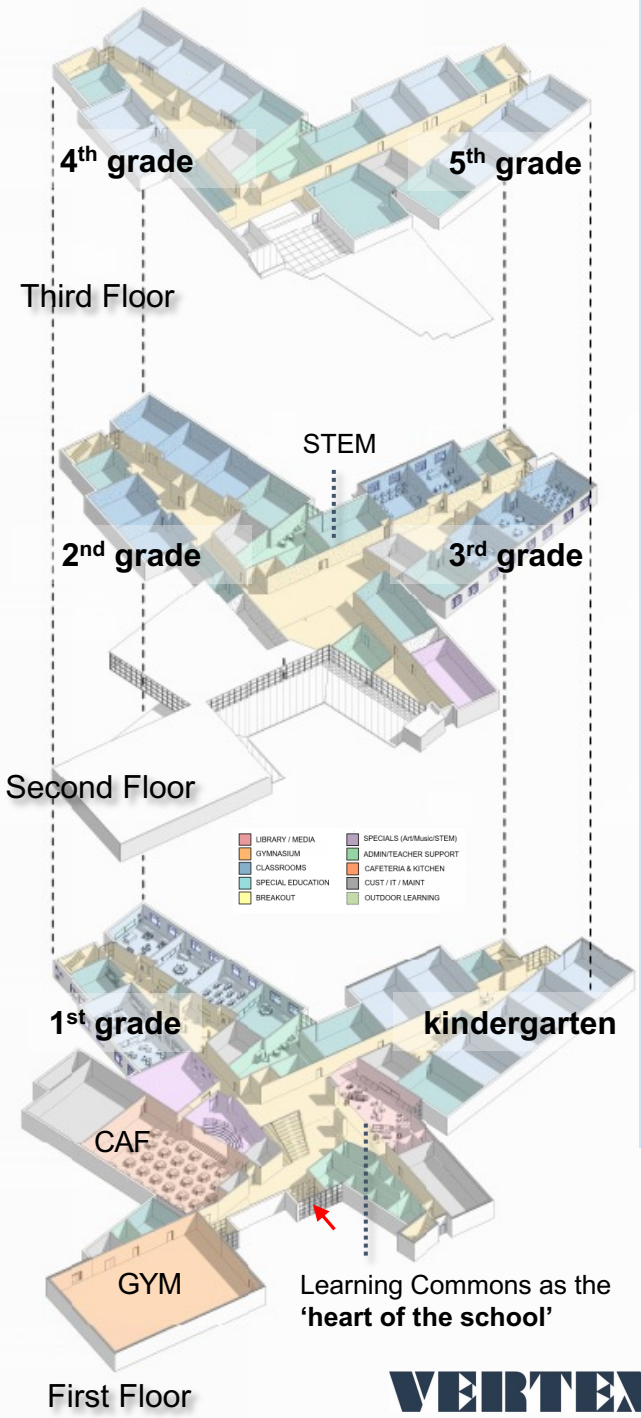 4th grade
5th grade
Third Floor
STEM
2nd grade
3rd grade
Second Floor
LIBRARY / MEDIA
GYMNASIUM
CLASSROOMS
SPECIAL EDUCATION
BREAKOUT
SPECIALS (Art/Music/STEM)
ADMIN/TEACHER SUPPORT
CAFETERIA & KITCHEN
CUST / IT / MAINT
OUTDOOR LEARNING
1st grade
kindergarten
CAF
GYM
Learning Commons as the
‘heart of the school’
First Floor
VERTEX